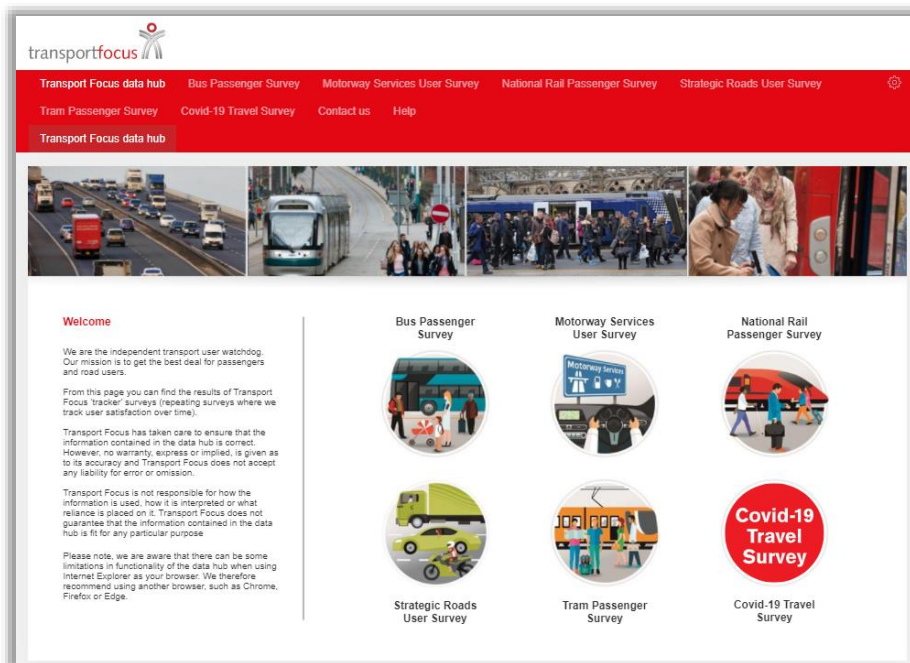 transportfocus
Transport Focus data hub Bus Passenger Survey Motorway Services User Survey National Rail Passenger Survey Strategic Roads User Survey
Tram Passenger Survey Covid-19 Travel Survey Contact us Help
Transport Focus data hub
Welcome
We are the independent transport user watchdog.
Our mission is to get the best deal for passengers
and road users.
From this page you can find the results of Transport
Focus 'tracker' surveys (repeating surveys where we
track user satisfaction over time).
Transport Focus has taken care to ensure that the
information contained in the data hub is correct.
However, no warranty, express or implied, is given as
to its accuracy and Transport Focus does not accept
any liability for error or omission.
Transport Focus is not responsible for how the
information is used, how it is interpreted or what
reliance is placed on it. Transport Focus does not
guarantee that the information contained in the data
hub is fit for any particular purpose
Please note, we are aware that there can be some
limitations in functionality of the data hub when using
Internet Explorer as your browser. We therefore
recommend using another browser, such as Chrome,
Firefox or Edge.
Bus Passenger
Survey
Motorway Services
User Survey
National Rail
Passenger Survey
Motorway Services
Covid-19
Travel
Survey
Strategic Roads
User Survey
Tram Passenger
Survey
Covid-19 Travel
Survey